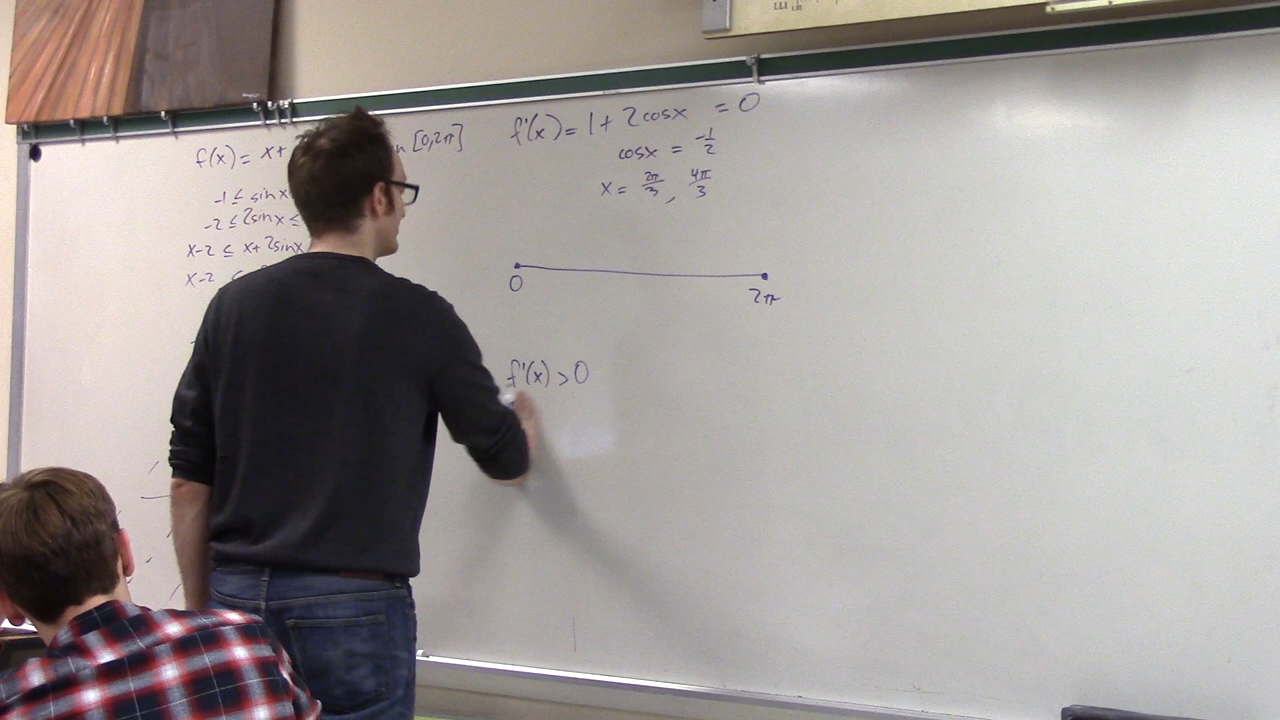 f(x) = x+ [0,2π]
-1 ≤ sinx
-2 ≤ 2sinx ≤
x-2 ≤ x+2sinx
x-2 ≤
f'(x) = 1 + 2cosx = 0
cosx = -1/2
x = 2π/3, 4π/3
0 2π
f'(x) > 0